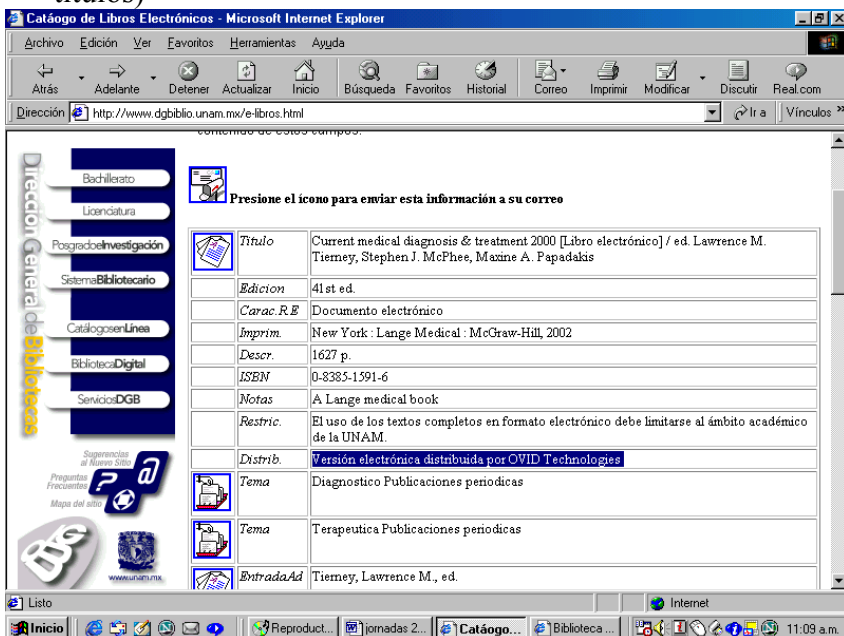 titulos)
Catáogo de Libros Electrónicos - Microsoft Internet Explorer
Archivo Edición Ver Favoritos Herramientas Ayuda
Atrás Adelante Detener Actualizar Inicio Búsqueda Favoritos Historial Correo Imprimir Modificar Discutir Real.com
Dirección http://www.dgbiblio.unam.mx/e-libros.html Ir a Vínculos »
contenido de estos campos.
Dirección General de Bibliotecas
Bachillerato
Licenciatura
PosgradoeInvestigación
SistemaBibliotecario
CatálogosenLínea
BibliotecaDigital
ServiciosDGB
Sugerencias
al Nuevo Sitio
Preguntas
Frecuentes
Mapa del sitio
www.unam.mx
Presione el ícono para enviar esta información a su correo
Titulo Current medical diagnosis & treatment 2000 [Libro electrónico] / ed. Lawrence M.
Tierney, Stephen J. McPhee, Maxine A. Papadakis
Edicion 41st ed.
Carac.R.E Documento electrónico
Imprim. New York : Lange Medical : McGraw-Hill, 2002
Descr. 1627 p.
ISBN 0-8385-1591-6
Notas A Lange medical book
Restric. El uso de los textos completos en formato electrónico debe limitarse al ámbito académico
de la UNAM.
Distrib. Versión electrónica distribuida por OVID Technologies
Tema Diagnostico Publicaciones periodicas
Tema Terapeutica Publicaciones periodicas
EntradaAd Tierney, Lawrence M., ed.
Listo Internet
Inicio Reproduct... jornadas 2... Catáogo... Biblioteca ... 11:09 a.m.